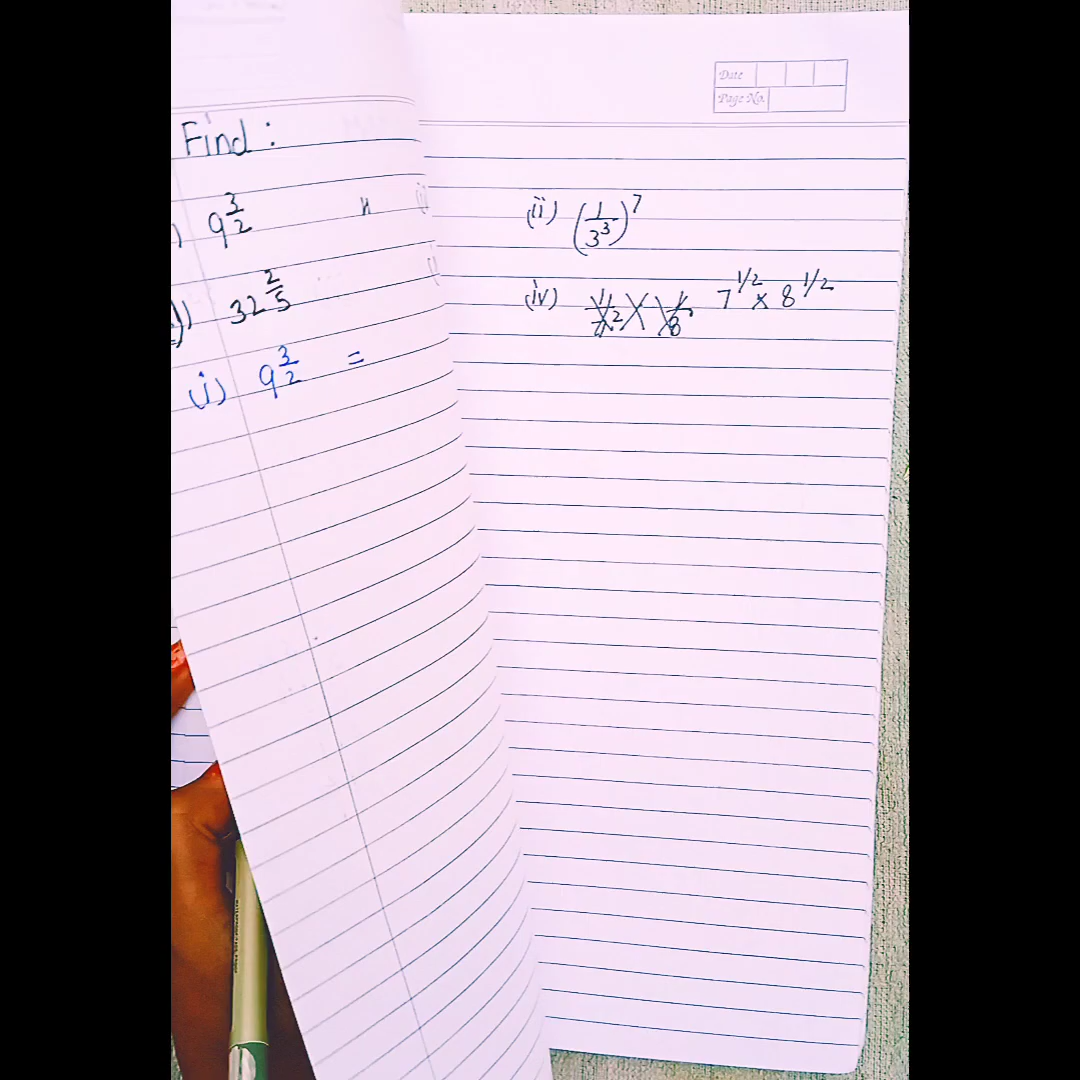 Date
Page No.
Find :
) 9^(3/2)
(ii) (1/3^3)^7
) 32^(2/5)
(iv) 7^(1/2) × 8^(1/2)
(i) 9^(3/2) =